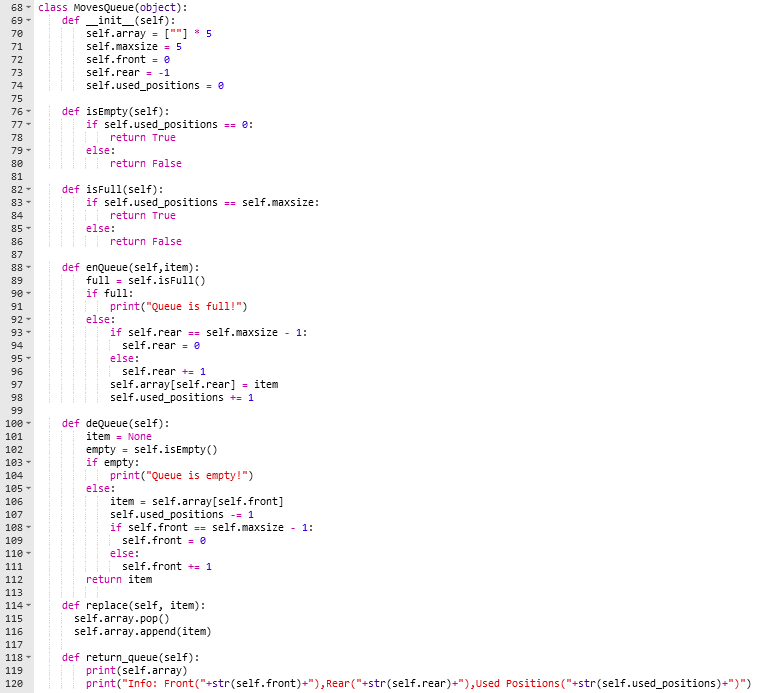 68 class MovesQueue(object):
69     def __init__(self):
70         self.array = [""] * 5
71         self.maxsize = 5
72         self.front = 0
73         self.rear = -1
74         self.used_positions = 0
75
76     def isEmpty(self):
77         if self.used_positions == 0:
78             return True
79         else:
80             return False
81
82     def isFull(self):
83         if self.used_positions == self.maxsize:
84             return True
85         else:
86             return False
87
88     def enQueue(self,item):
89         full = self.isFull()
90         if full:
91             print("Queue is full!")
92         else:
93             if self.rear == self.maxsize - 1:
94               self.rear = 0
95             else:
96               self.rear += 1
97             self.array[self.rear] = item
98             self.used_positions += 1
99
100     def deQueue(self):
101         item = None
102         empty = self.isEmpty()
103         if empty:
104             print("Queue is empty!")
105         else:
106             item = self.array[self.front]
107             self.used_positions -= 1
108             if self.front == self.maxsize - 1:
109               self.front = 0
110             else:
111               self.front += 1
112         return item
113
114     def replace(self, item):
115       self.array.pop()
116       self.array.append(item)
117
118     def return_queue(self):
119         print(self.array)
120         print("Info: Front("+str(self.front)+"),Rear("+str(self.rear)+"),Used Positions("+str(self.used_positions)+")")